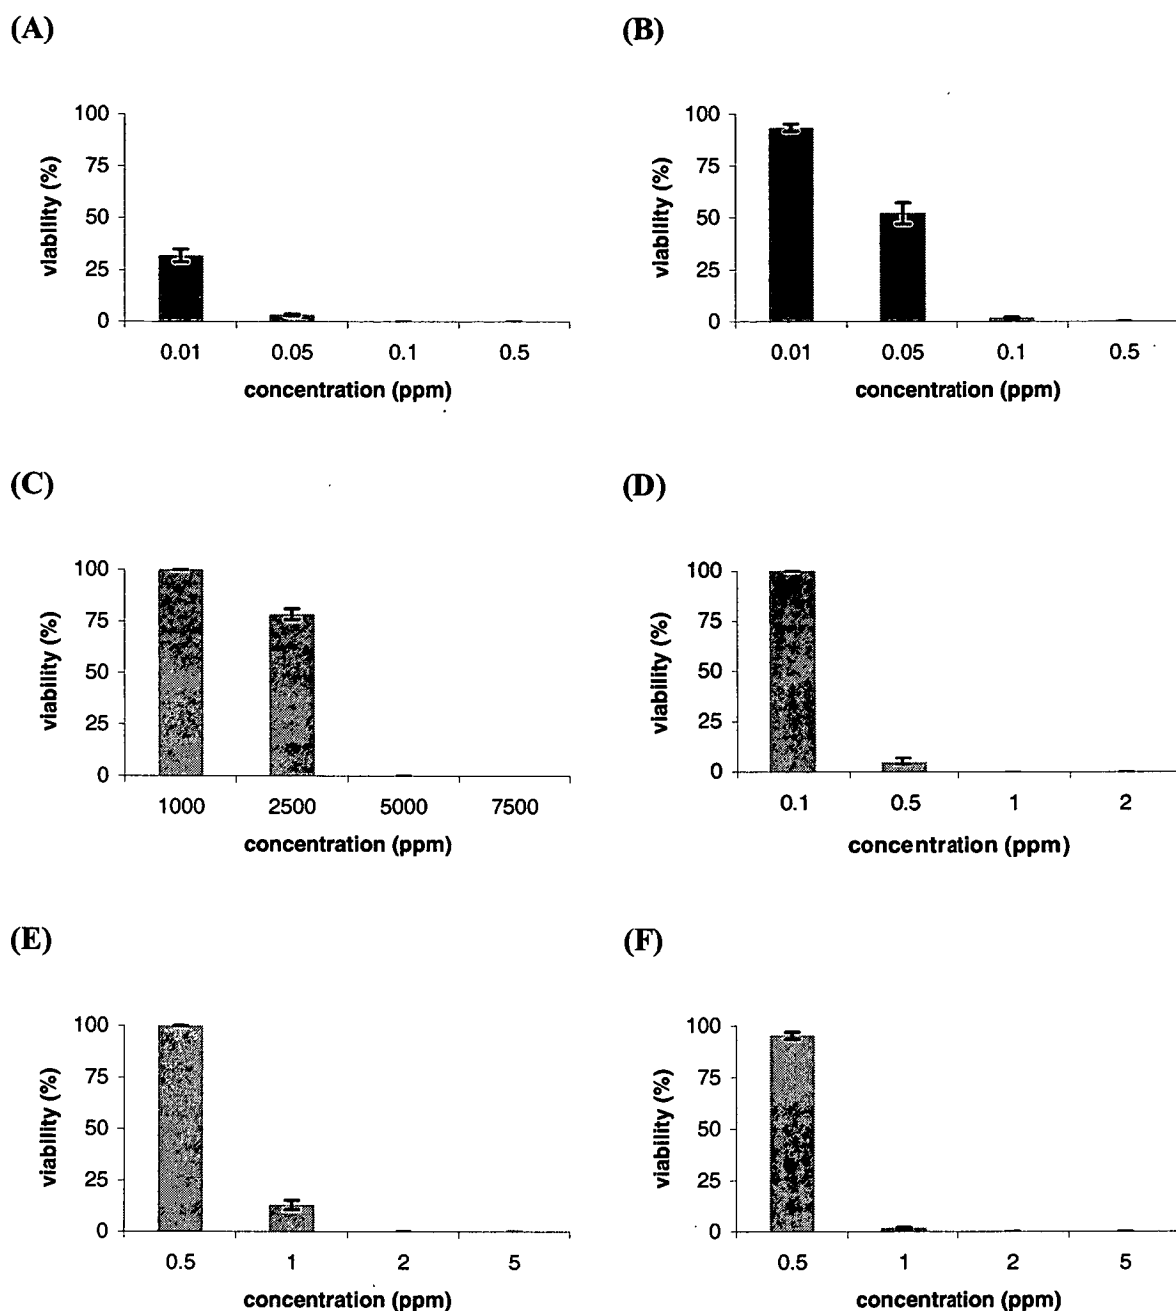 (A)
100
75
50
25
0
viability (%)
0.01 0.05 0.1 0.5
concentration (ppm)
(B)
100
75
50
25
0
viability (%)
0.01 0.05 0.1 0.5
concentration (ppm)
(C)
100
75
50
25
0
viability (%)
1000 2500 5000 7500
concentration (ppm)
(D)
100
75
50
25
0
viability (%)
0.1 0.5 1 2
concentration (ppm)
(E)
100
75
50
25
0
viability (%)
0.5 1 2 5
concentration (ppm)
(F)
100
75
50
25
0
viability (%)
0.5 1 2 5
concentration (ppm)